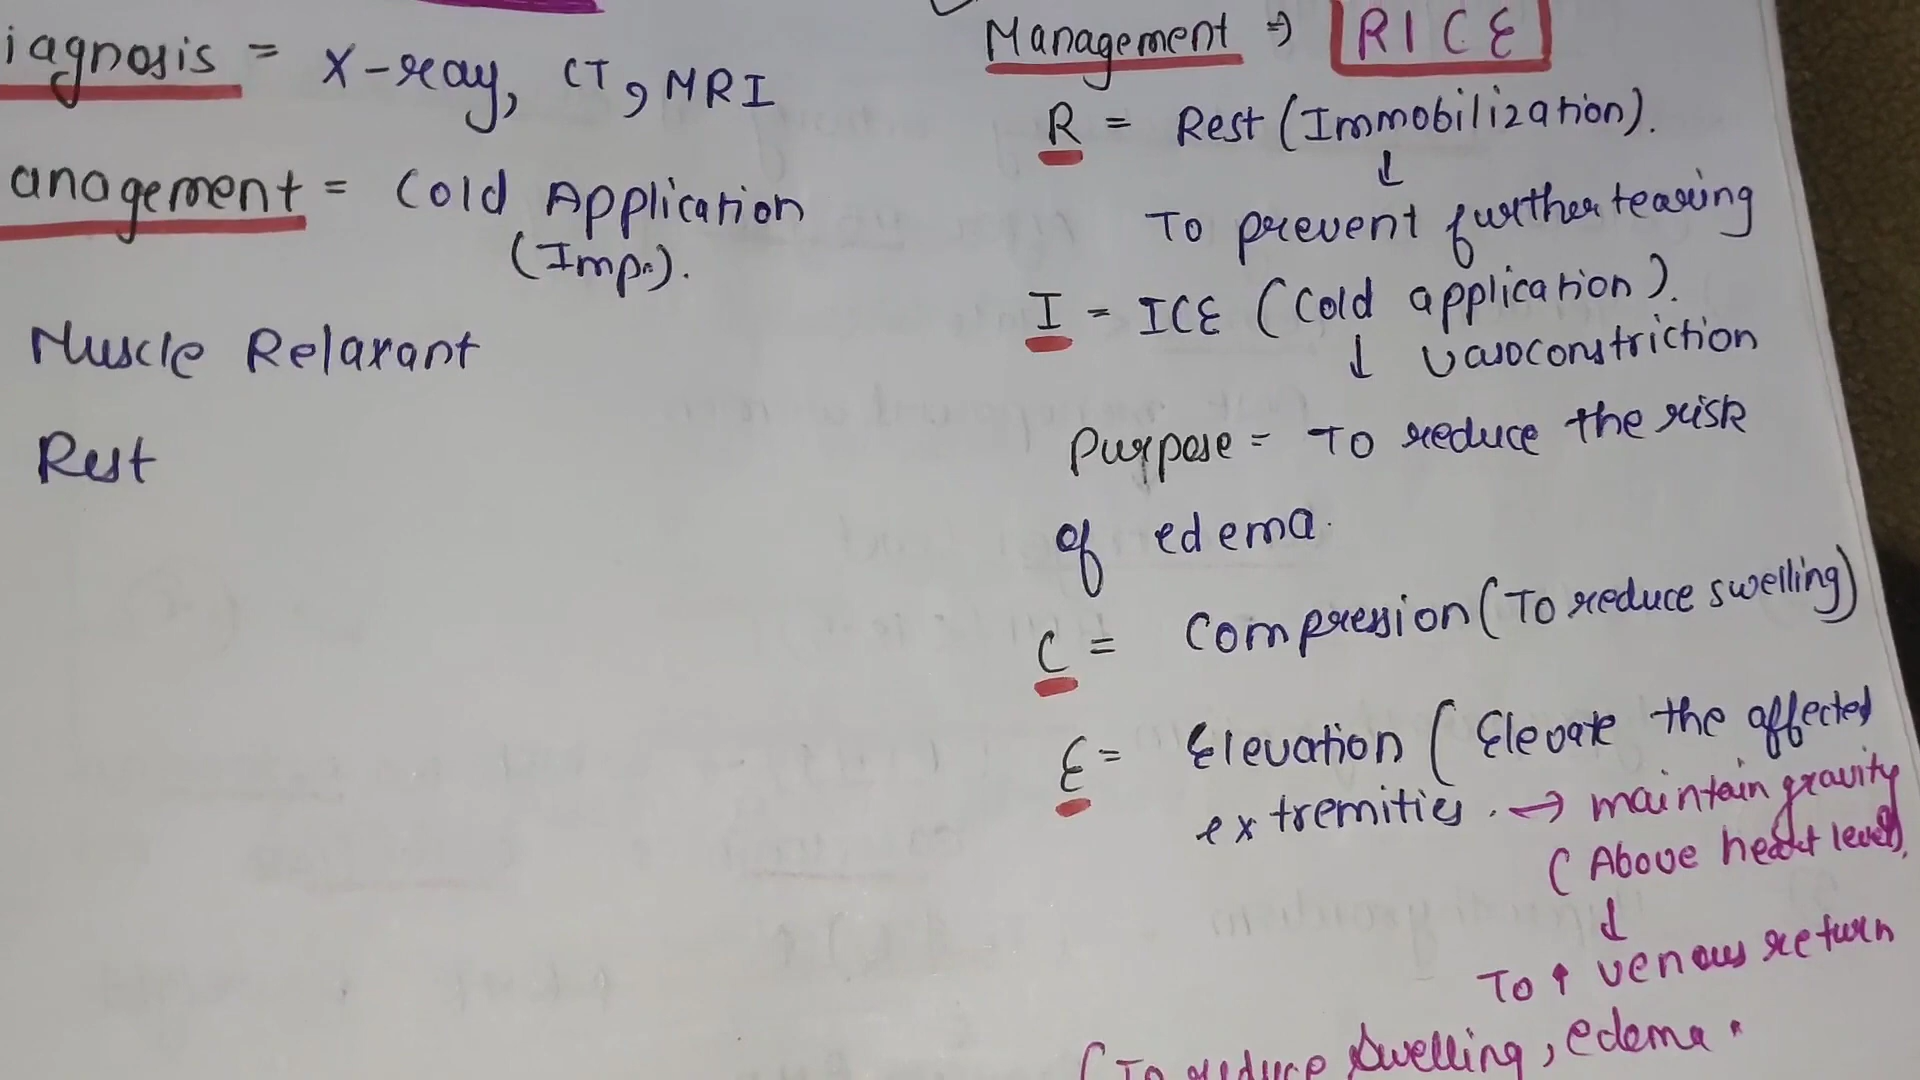 iagnosis = X-ray, CT, MRI
anagement = Cold Application
(Imp.).
Muscle Relaxant
Rest
Management ⇒ RICE
R = Rest (Immobilization).
↓
To prevent further tearing
I = ICE (Cold application).
↓ vasoconstriction
Purpose = To reduce the risk
of edema.
C = Compression (To reduce swelling)
E = Elevation ( Elevate the affected
extremities. → maintain gravity
( Above heart level).
↓
To ↑ venous return
( To reduce swelling, edema.